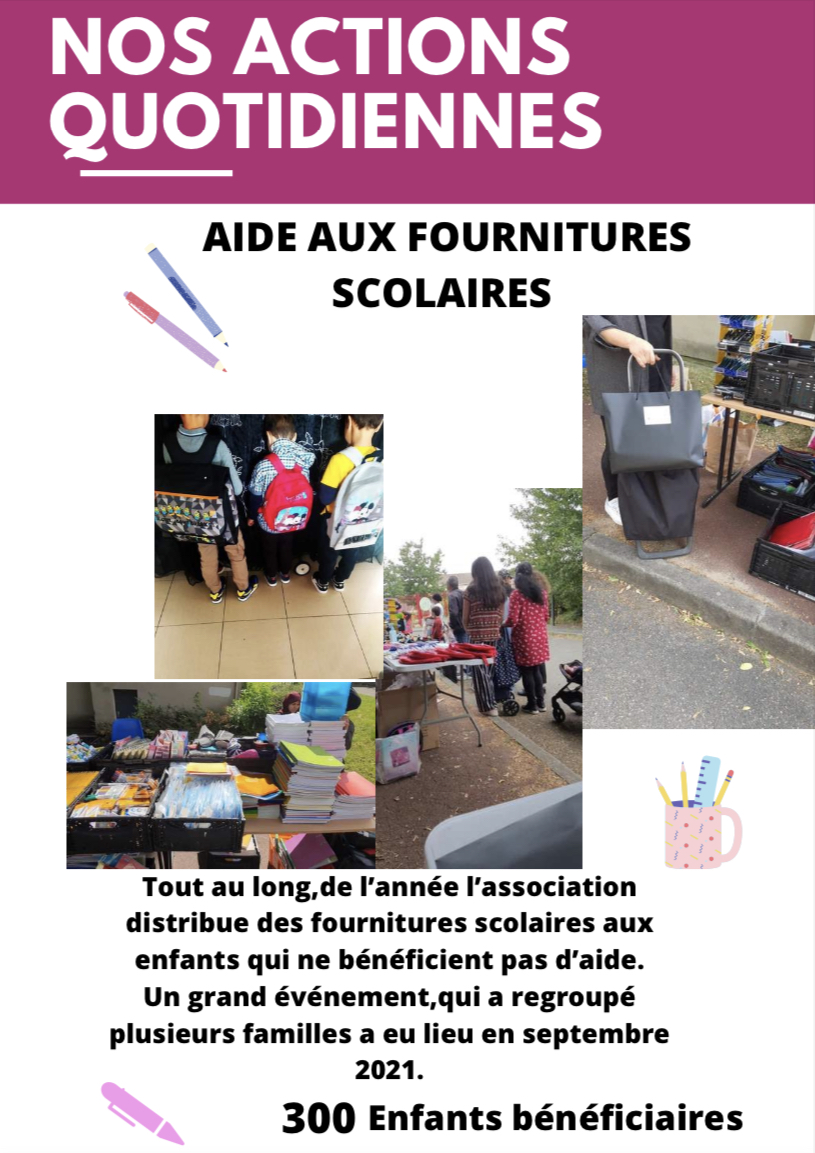 NOS ACTIONS
QUOTIDIENNES
AIDE AUX FOURNITURES
SCOLAIRES
Tout au long,de l’année l’association
distribue des fournitures scolaires aux
enfants qui ne bénéficient pas d’aide.
Un grand événement,qui a regroupé
plusieurs familles a eu lieu en septembre
2021.
300 Enfants bénéficiaires